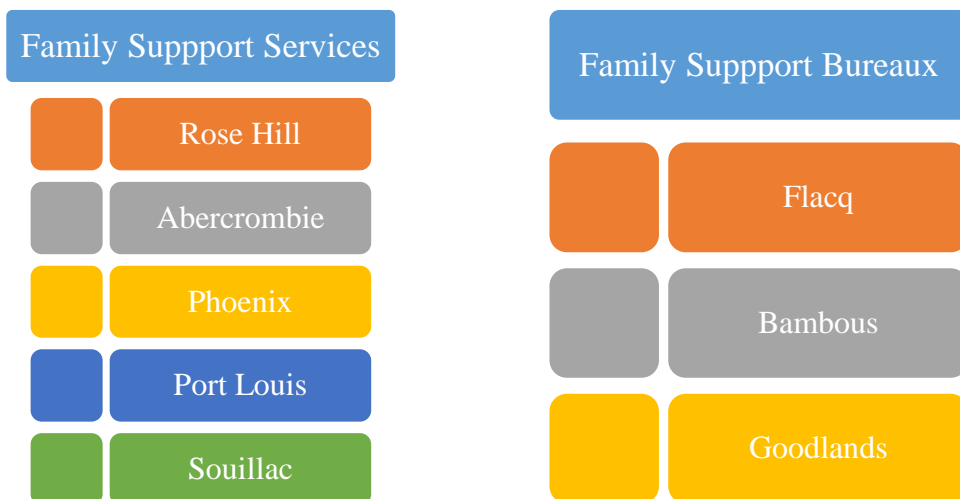 Family Suppport Services
Rose Hill
Abercrombie
Phoenix
Port Louis
Souillac
Family Suppport Bureaux
Flacq
Bambous
Goodlands